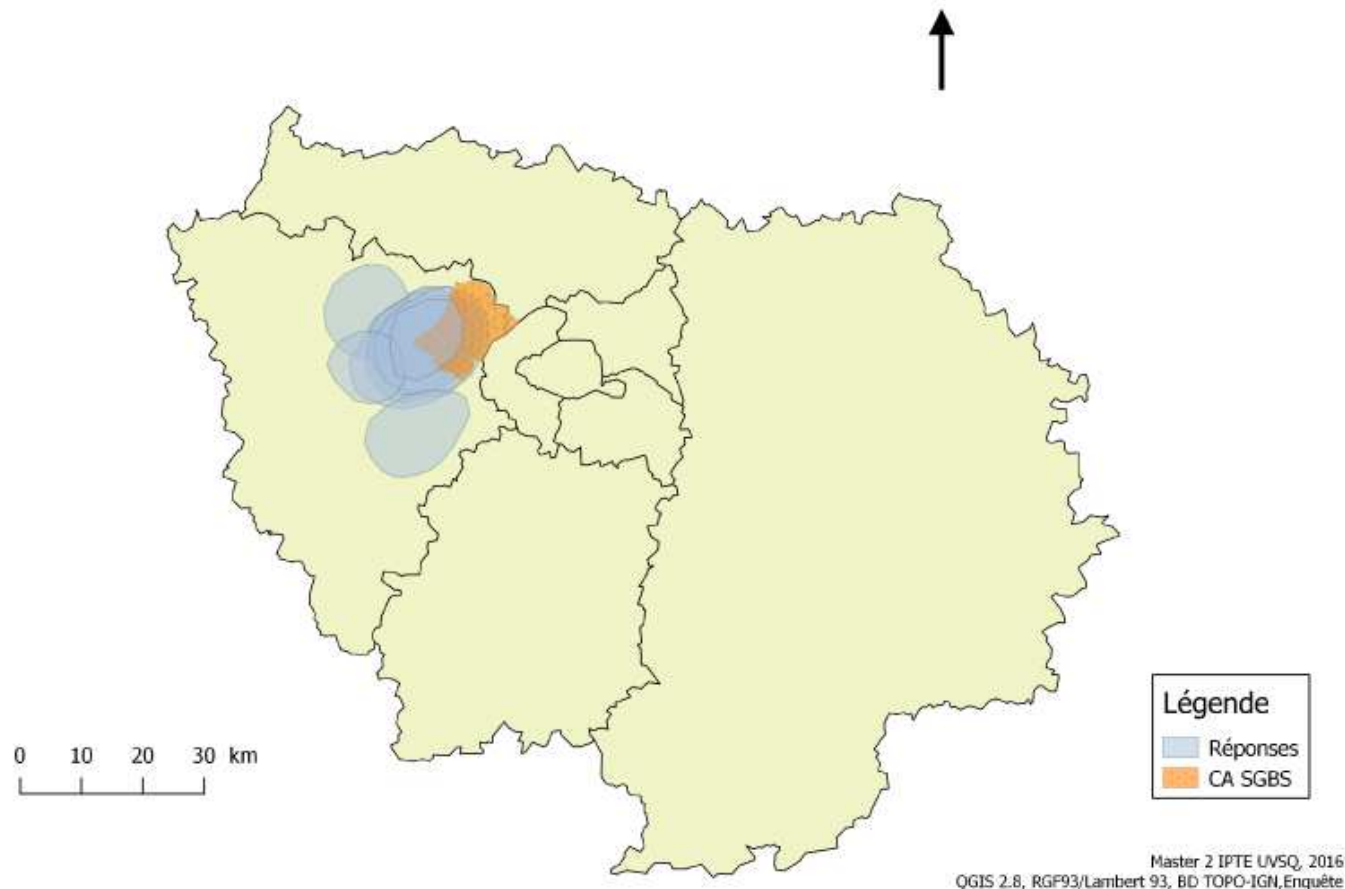 0 10 20 30 km
Légende
Réponses
CA SGBS
Master 2 IPTE UVSQ, 2016
QGIS 2.8, RGF93/Lambert 93, BD TOPO-IGN,Enquête